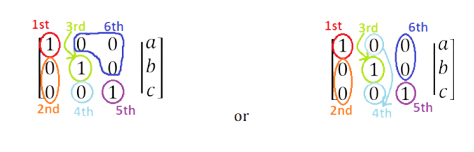 1st 3rd 6th
1 0 0 a
0 1 0 b
0 0 1 c
2nd 4th 5th
or
1st 3rd 6th
1 0 0 a
0 1 0 b
0 0 1 c
2nd 4th 5th